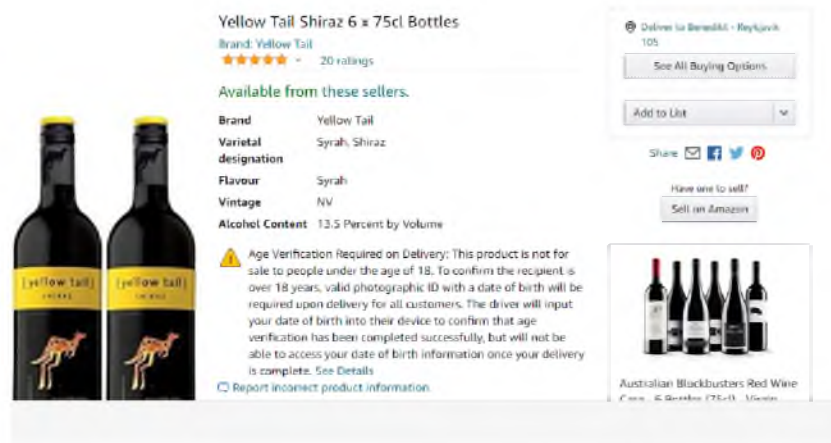 Yellow Tail Shiraz 6 x 75cl Bottles
Brand: Yellow Tail
20 ratings
Available from these sellers.
Brand Yellow Tail
Varietal designation Syrah, Shiraz
Flavour Syrah
Vintage NV
Alcohol Content 13.5 Percent by Volume
Age Verification Required on Delivery: This product is not for
sale to people under the age of 18. To confirm the recipient is
over 18 years, valid photographic ID with a date of birth will be
required upon delivery for all customers. The driver will input
your date of birth into their device to confirm that age
verification has been completed successfully, but will not be
able to access your date of birth information once your delivery
is complete. See Details
Report incorrect product information.
[yellow tail]
SHIRAZ
[yellow tail]
SHIRAZ
Deliver to Benedikt - Reykjavik
105
See All Buying Options
Add to List
Share
Have one to sell?
Sell on Amazon
Australian Blockbusters Red Wine
Case - 6 Bottles (75cl) - Virgin